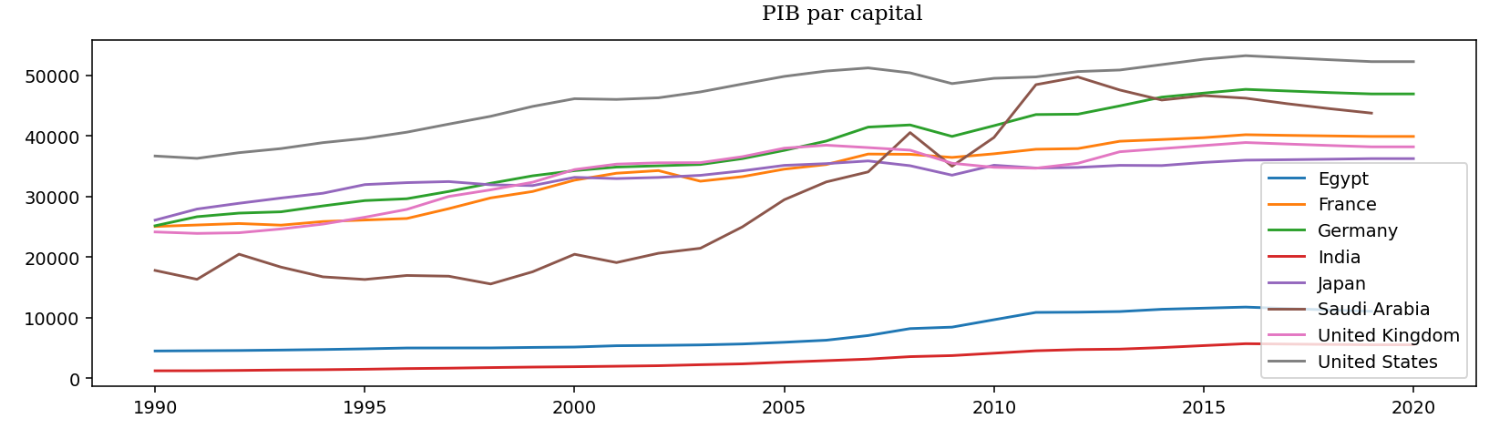 PIB par capital
50000
40000
30000
20000
10000
0
1990
1995
2000
2005
2010
2015
2020
Egypt
France
Germany
India
Japan
Saudi Arabia
United Kingdom
United States